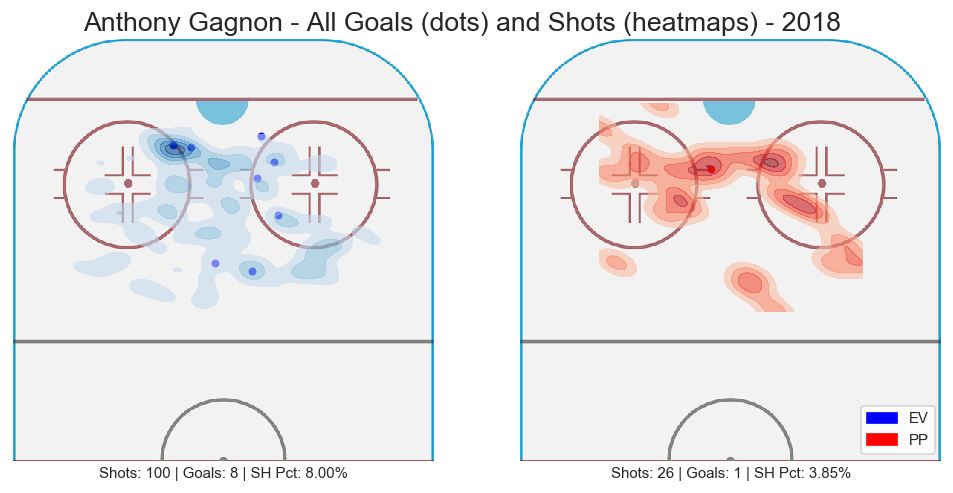 Anthony Gagnon - All Goals (dots) and Shots (heatmaps) - 2018
EV
PP
Shots: 100 | Goals: 8 | SH Pct: 8.00%
Shots: 26 | Goals: 1 | SH Pct: 3.85%